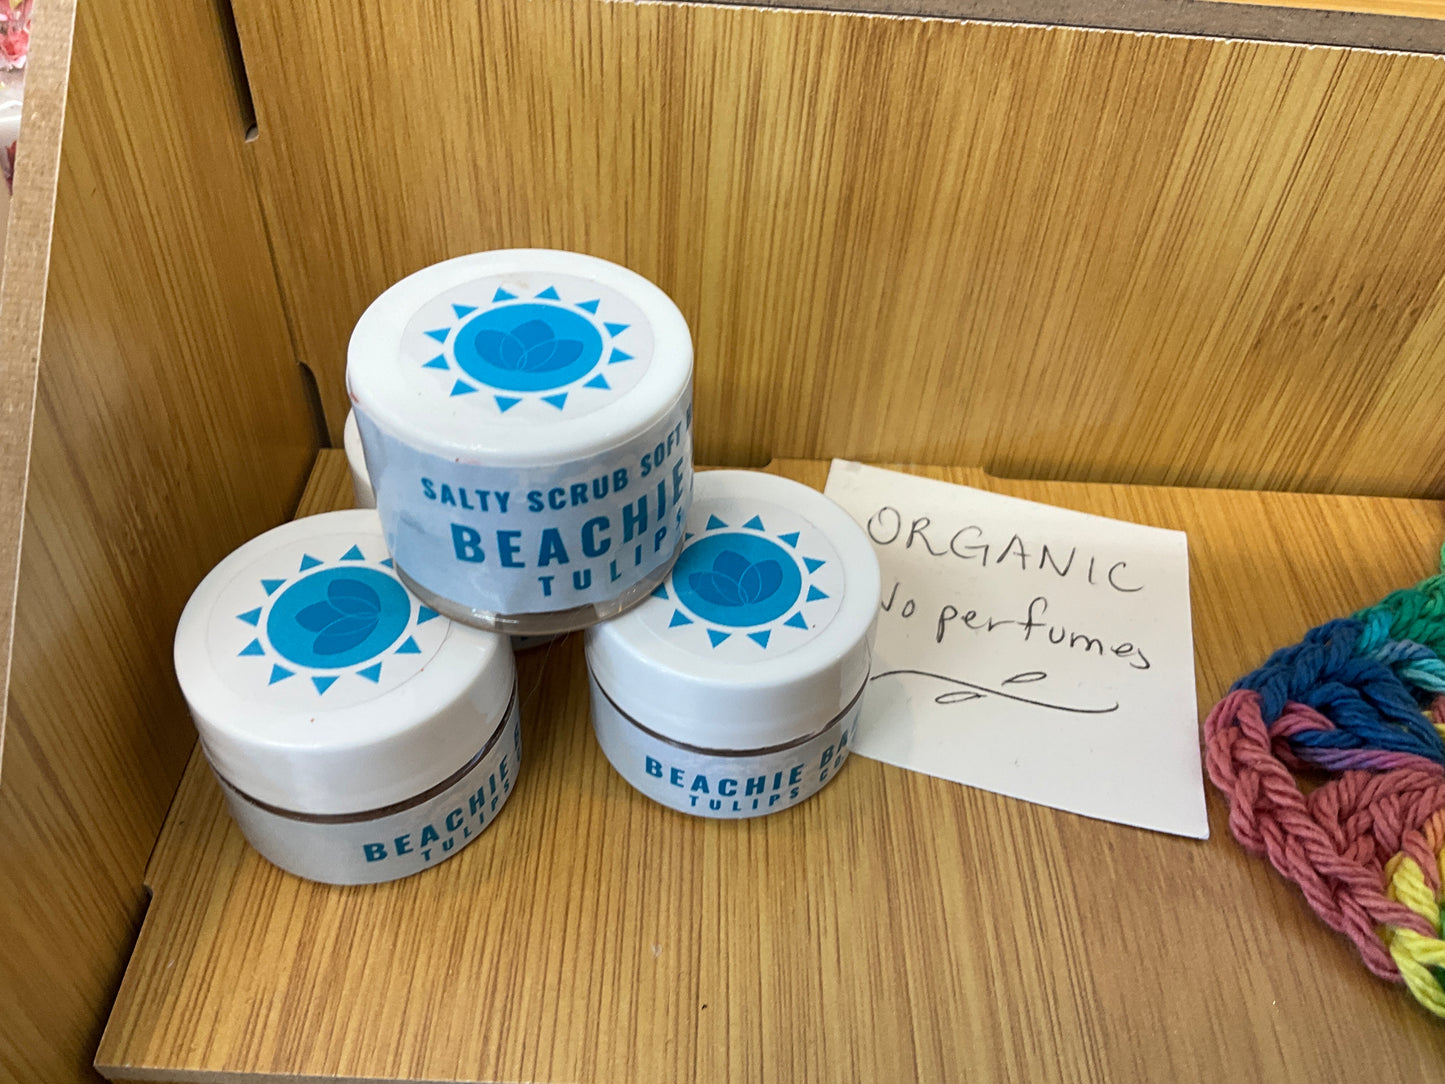 SALTY SCRUB SOFT
BEACHIE
TULIPS
BEACHIE
TULIPS
BEACHIE
TULIPS
ORGANIC
No perfumes